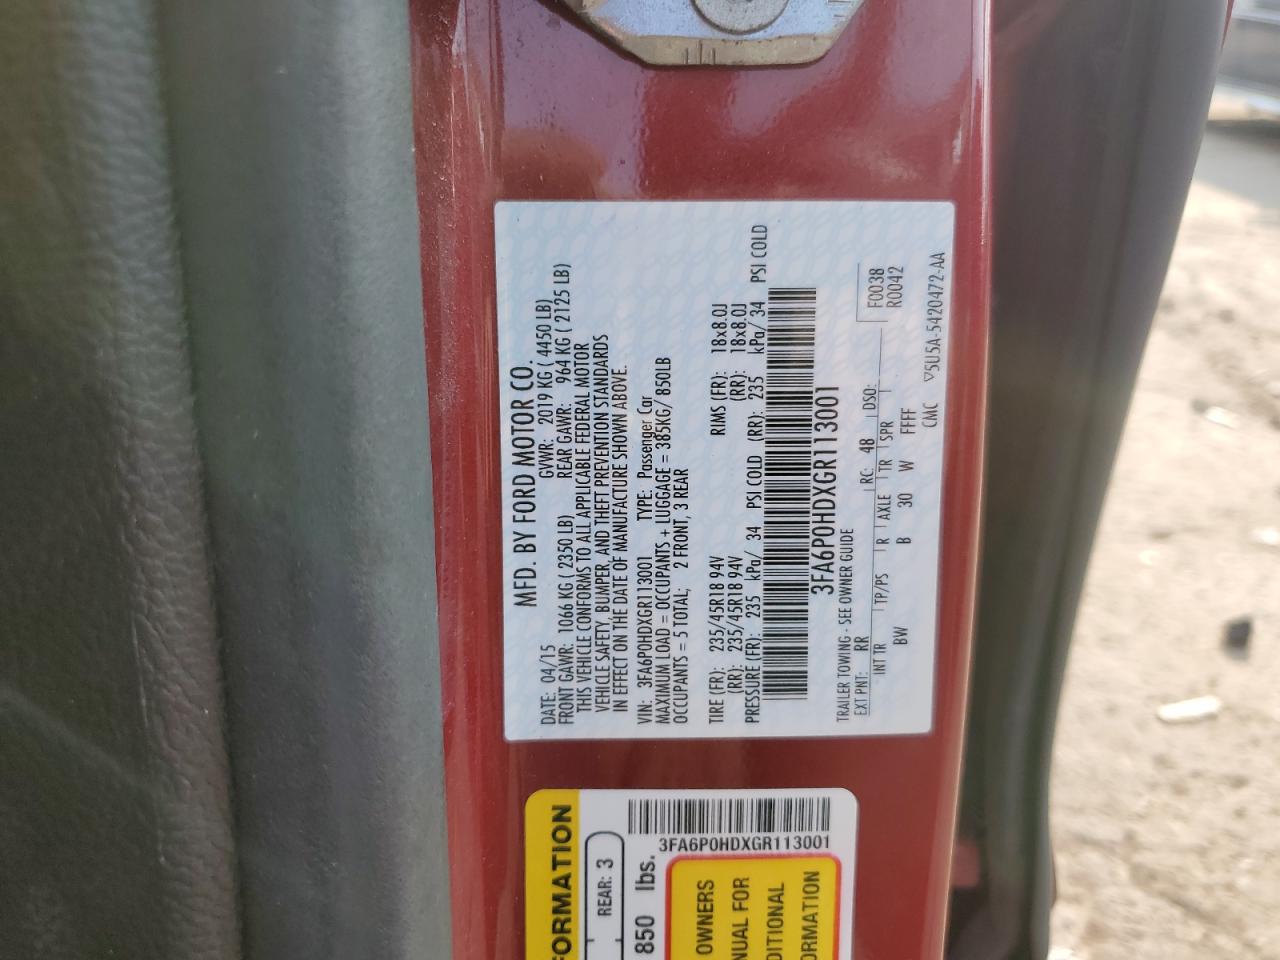 MFD. BY FORD MOTOR CO.
DATE: 04/15 GVWR: 2019 KG ( 4450 LB)
FRONT GAWR: 1066 KG ( 2350 LB) REAR GAWR: 964 KG ( 2125 LB)
THIS VEHICLE CONFORMS TO ALL APPLICABLE FEDERAL MOTOR
VEHICLE SAFETY, BUMPER, AND THEFT PREVENTION STANDARDS
IN EFFECT ON THE DATE OF MANUFACTURE SHOWN ABOVE.
VIN: 3FA6P0HDXGR113001 TYPE: Passenger Car
MAXIMUM LOAD = OCCUPANTS + LUGGAGE = 385KG/ 850LB
OCCUPANTS = 5 TOTAL; 2 FRONT, 3 REAR
TIRE (FR): 235/45R18 94V RIMS (FR): 18x8.0J
(RR): 235/45R18 94V (RR): 18x8.0J
PRESSURE (FR): 235 kPa/ 34 PSI COLD (RR): 235 kPa/ 34 PSI COLD
3FA6P0HDXGR113001
TRAILER TOWING - SEE OWNER GUIDE
EXT PNT: RR RC: 48 DSO: F0038
INT TR TP/PS R AXLE TR SPR R0042
BW B 30 W FFFF
CMC ▽5U5A-5420472-AA
3FA6P0HDXGR113001
ORMATION
REAR: 3
850 lbs.
OWNERS
NUAL FOR
DITIONAL
ORMATION